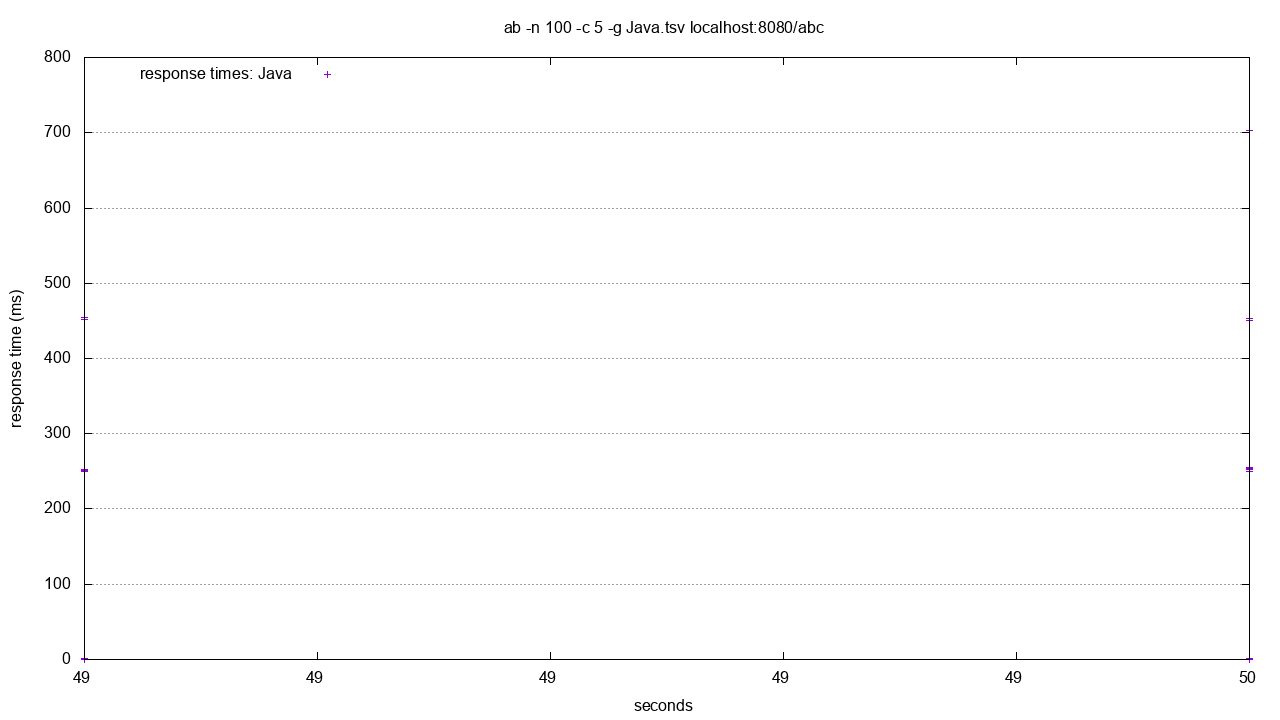 ab -n 100 -c 5 -g Java.tsv localhost:8080/abc
800
response times: Java
700
600
500
400
300
200
100
0
response time (ms)
49 49 49 49 49 50
seconds